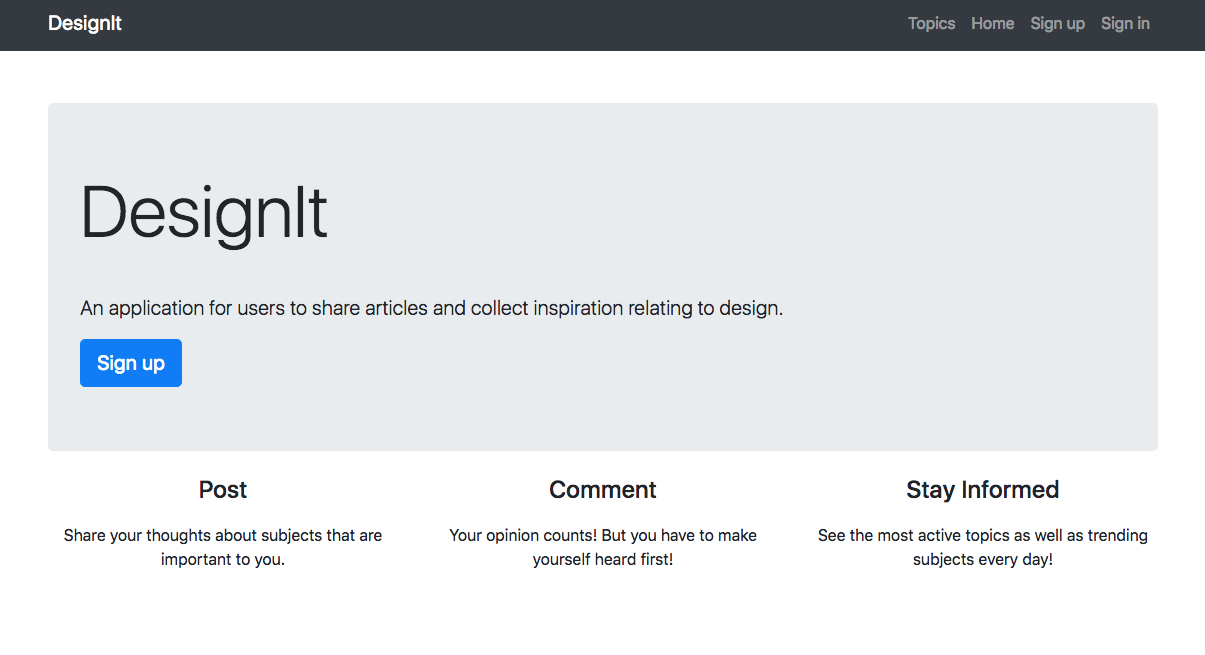 DesignIt
Topics Home Sign up Sign in
DesignIt
An application for users to share articles and collect inspiration relating to design.
Sign up
Post
Share your thoughts about subjects that are
important to you.
Comment
Your opinion counts! But you have to make
yourself heard first!
Stay Informed
See the most active topics as well as trending
subjects every day!